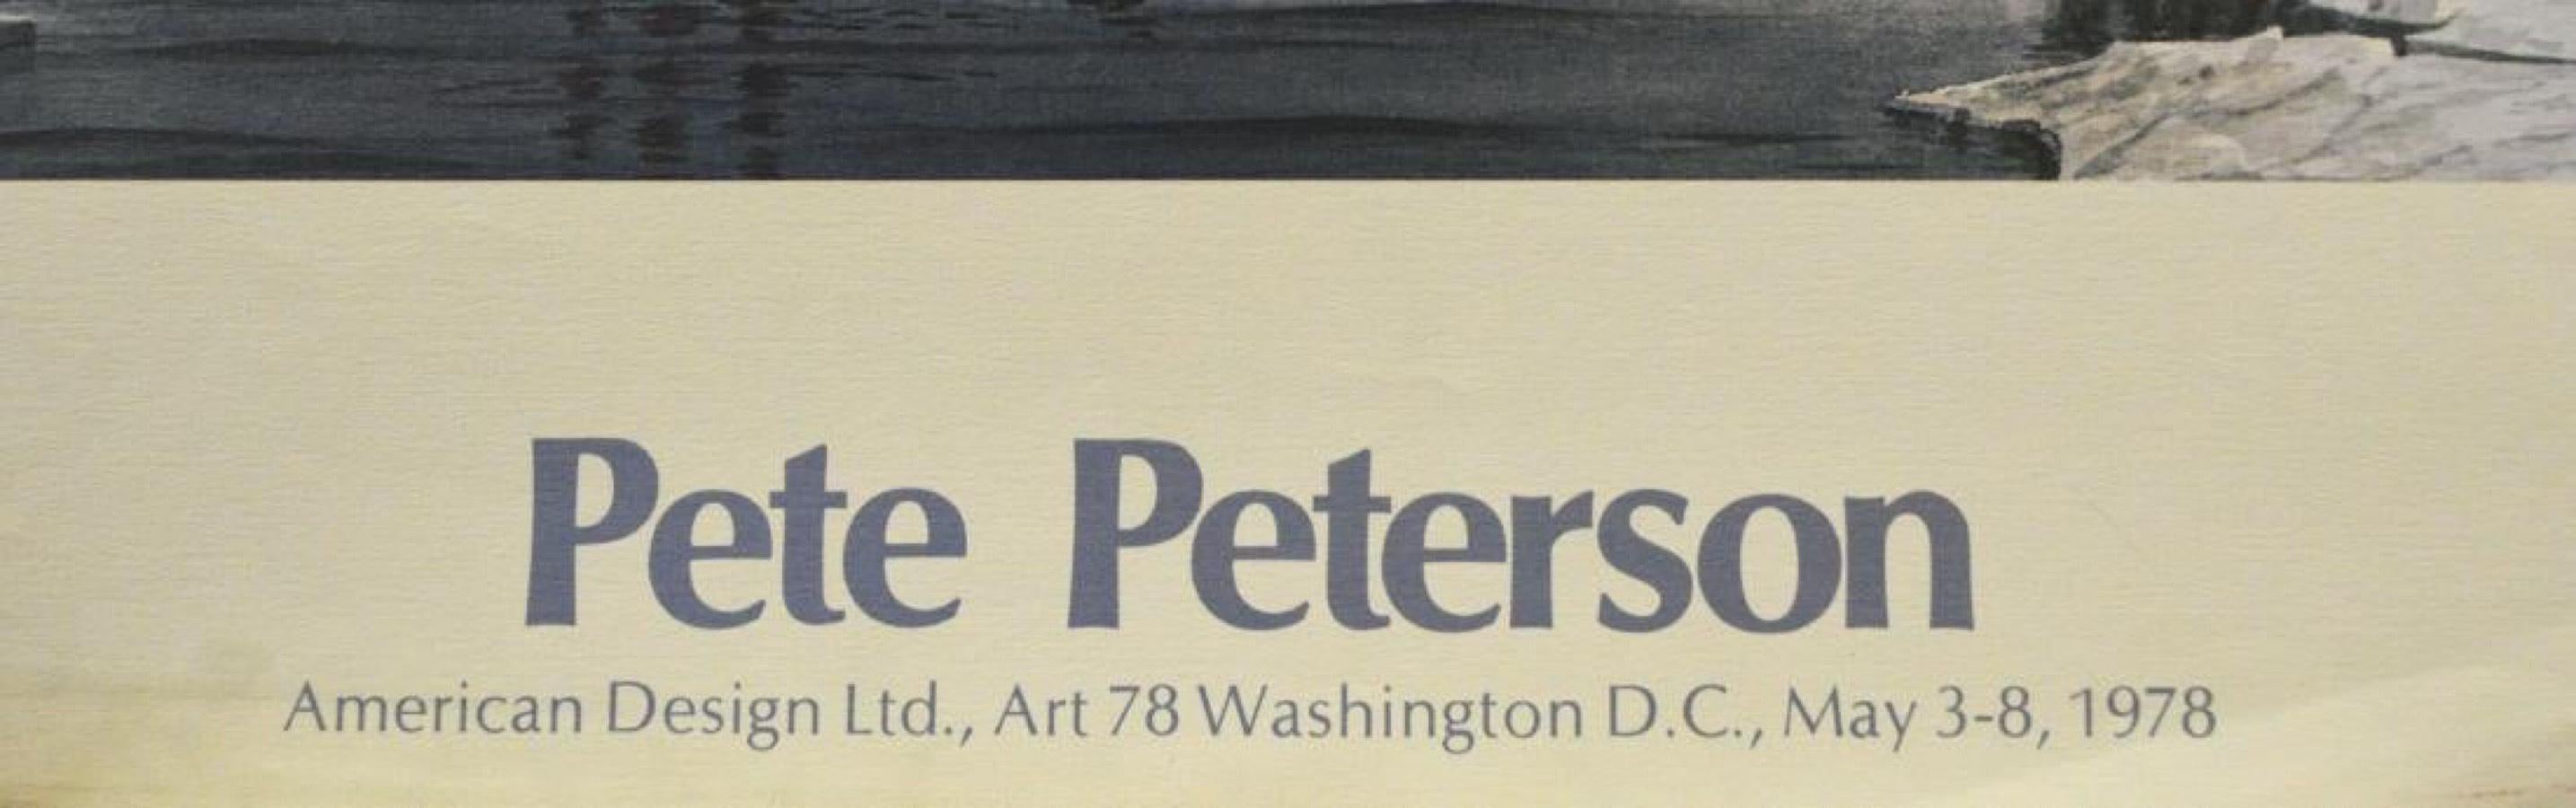 Pete Peterson
American Design Ltd., Art 78 Washington D.C., May 3-8, 1978